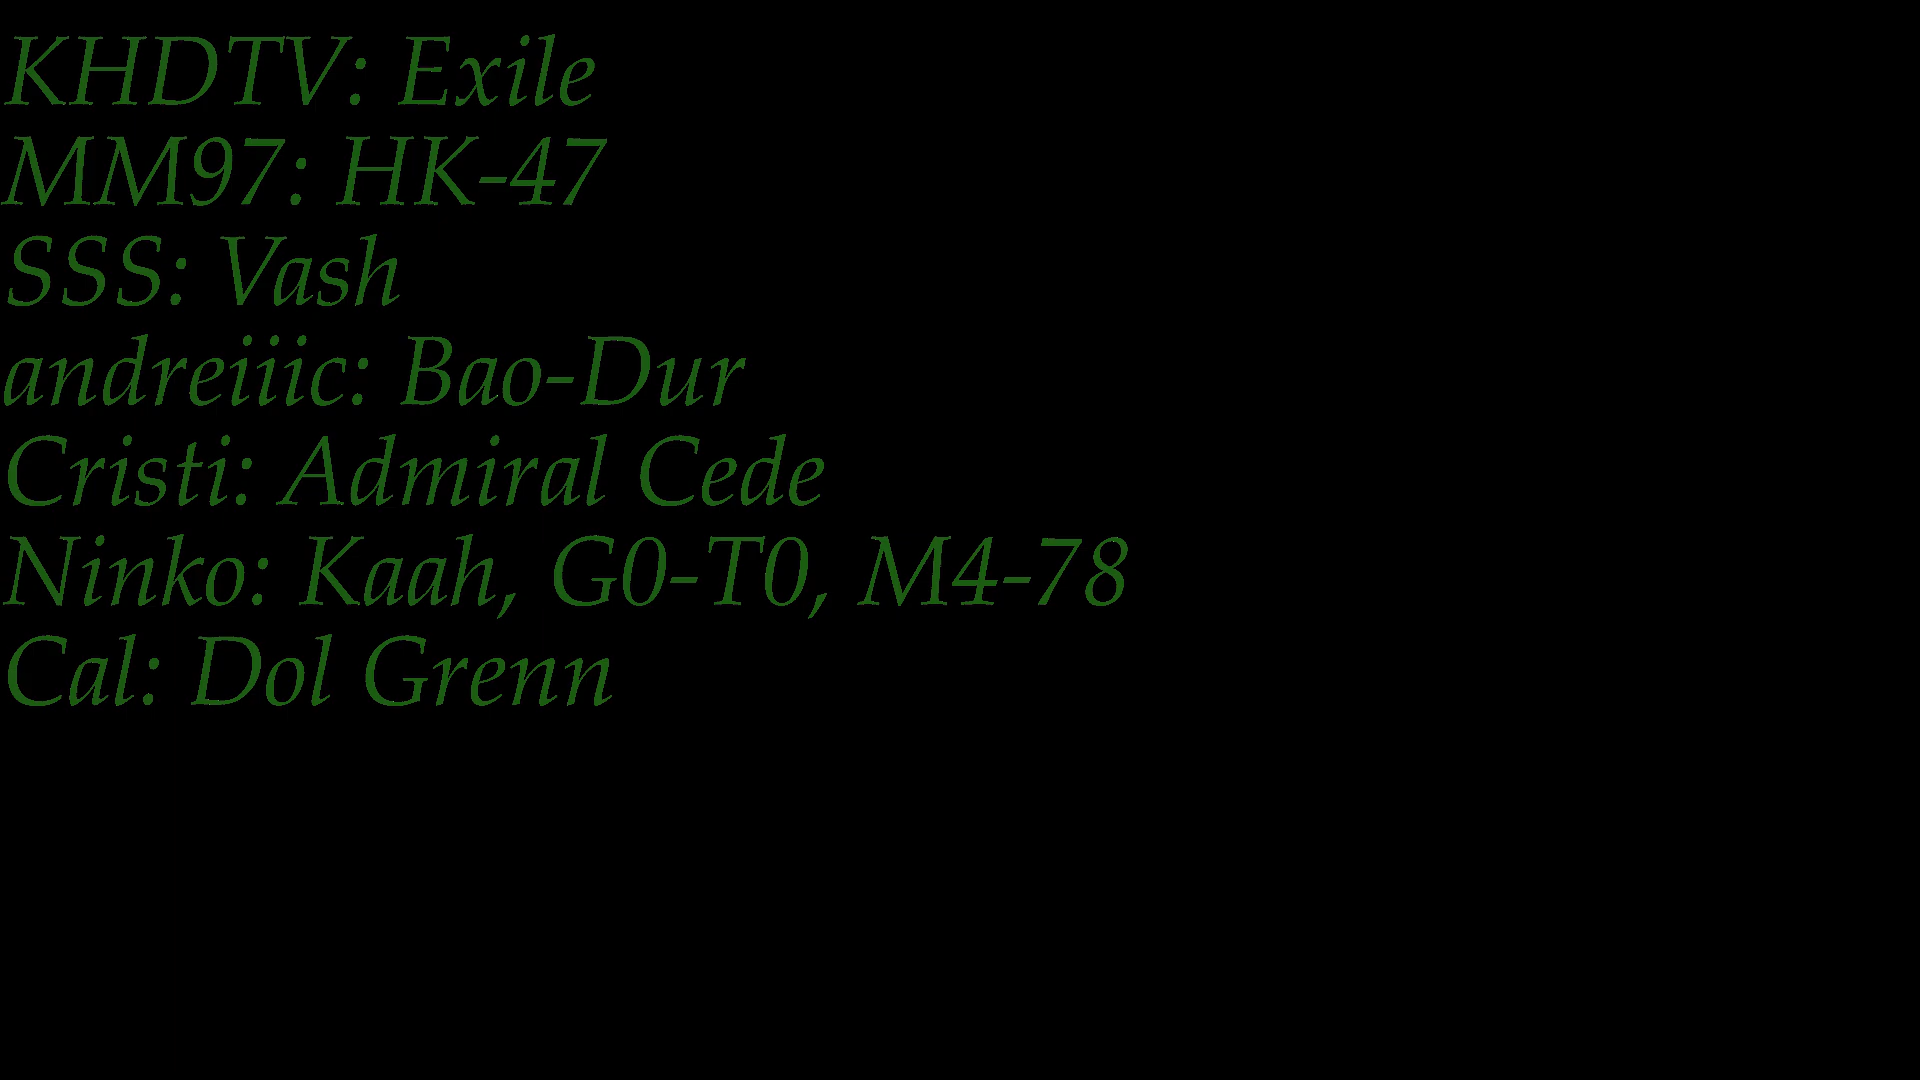 KHDTV: Exile
MM97: HK-47
SSS: Vash
andreiiic: Bao-Dur
Cristi: Admiral Cede
Ninko: Kaah, G0-T0, M4-78
Cal: Dol Grenn